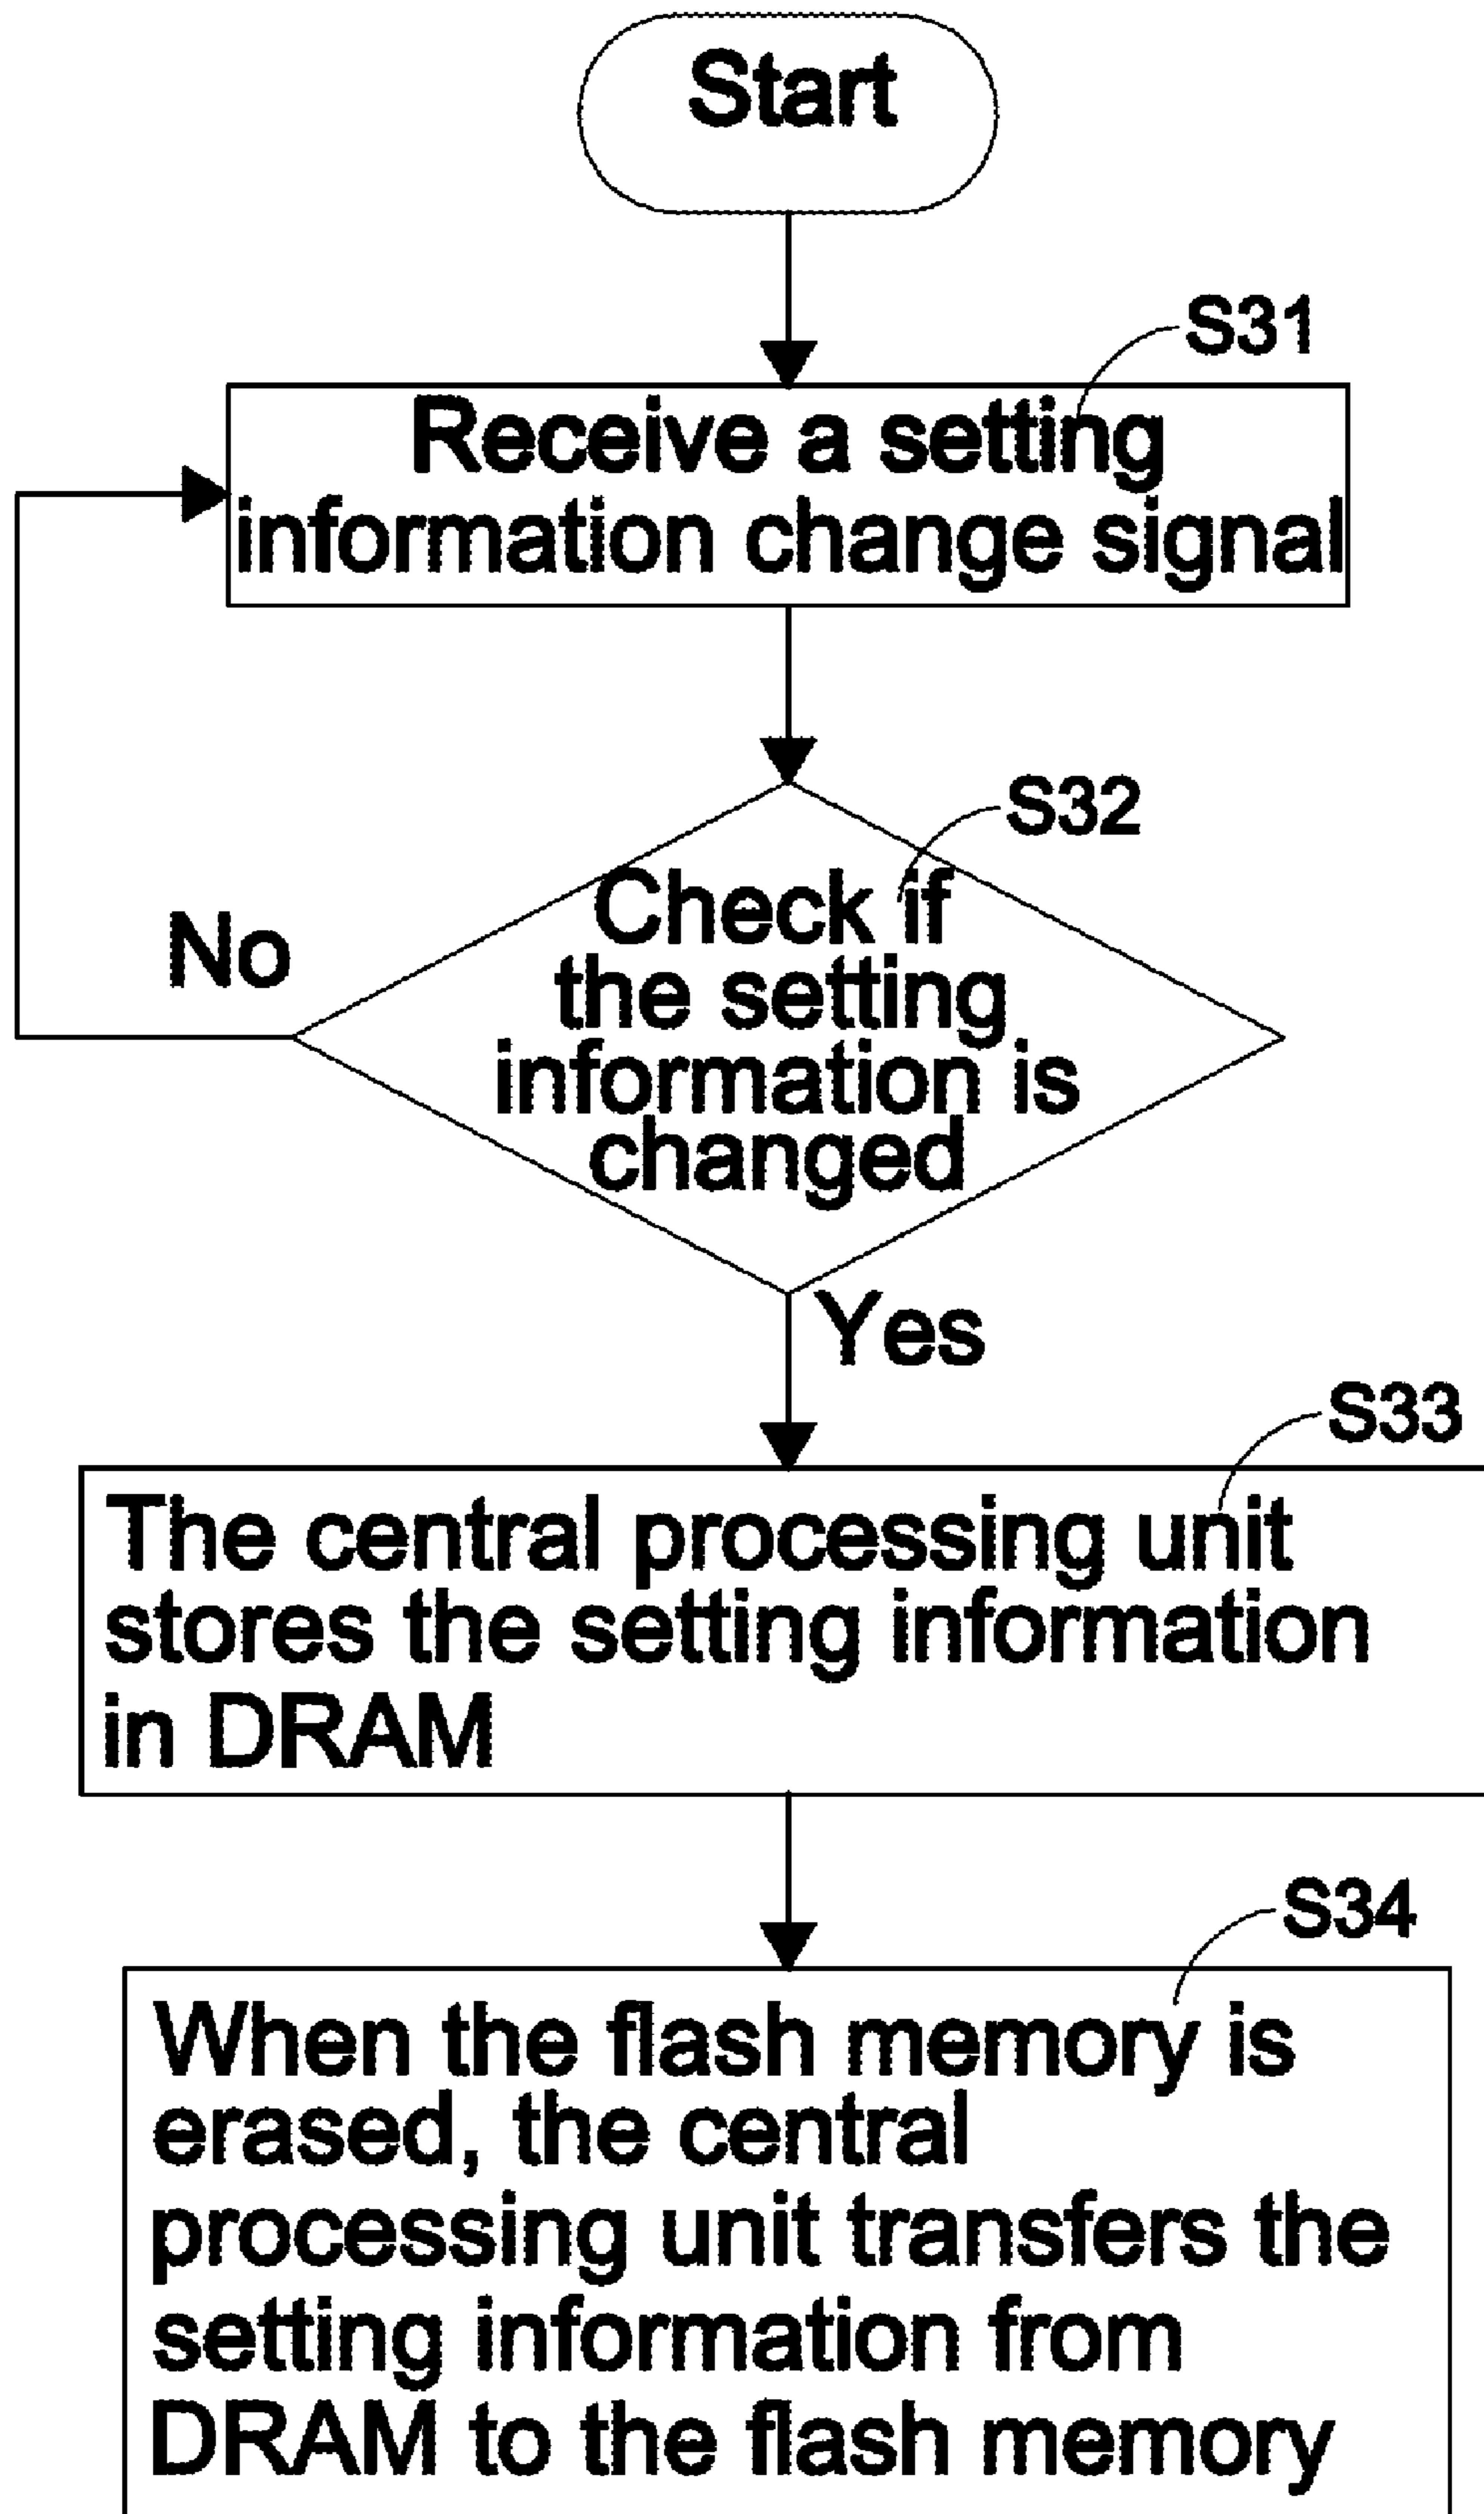 Start
S31
Receive a setting
information change signal
S32
Check if
the setting
information is
changed
No
Yes
S33
The central processing unit
stores the setting information
in DRAM
S34
When the flash memory is
erased, the central
processing unit transfers the
setting information from
DRAM to the flash memory